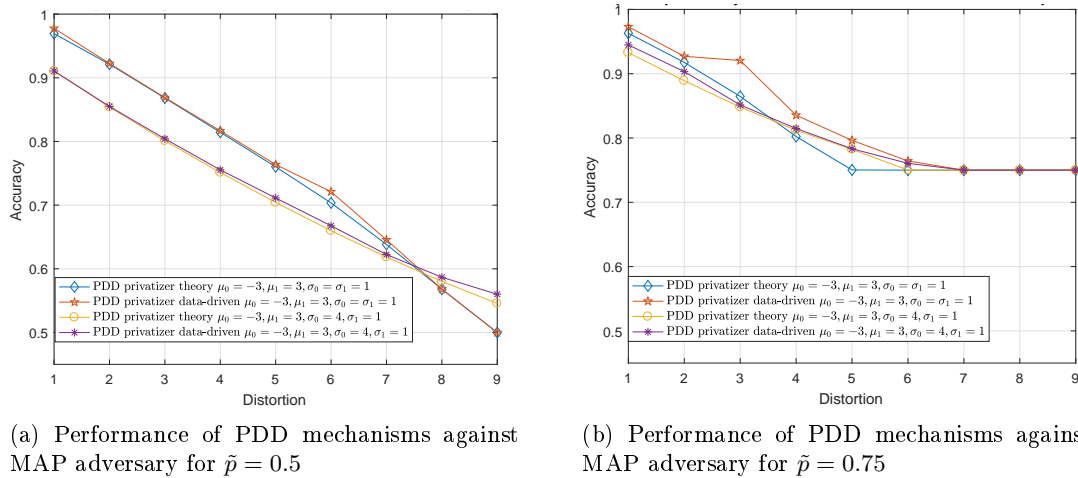 1
0.9
0.8
0.7
0.6
0.5
Accuracy
PDD privatizer theory μ₀ = −3, μ₁ = 3, σ₀ = σ₁ = 1
PDD privatizer data-driven μ₀ = −3, μ₁ = 3, σ₀ = σ₁ = 1
PDD privatizer theory μ₀ = −3, μ₁ = 3, σ₀ = 4, σ₁ = 1
PDD privatizer data-driven μ₀ = −3, μ₁ = 3, σ₀ = 4, σ₁ = 1
1 2 3 4 5 6 7 8 9
Distortion
(a) Performance of PDD mechanisms against
MAP adversary for p̃ = 0.5
1
0.9
0.8
0.7
0.6
0.5
Accuracy
PDD privatizer theory μ₀ = −3, μ₁ = 3, σ₀ = σ₁ = 1
PDD privatizer data-driven μ₀ = −3, μ₁ = 3, σ₀ = σ₁ = 1
PDD privatizer theory μ₀ = −3, μ₁ = 3, σ₀ = 4, σ₁ = 1
PDD privatizer data-driven μ₀ = −3, μ₁ = 3, σ₀ = 4, σ₁ = 1
1 2 3 4 5 6 7 8 9
Distortion
(b) Performance of PDD mechanisms agains
MAP adversary for p̃ = 0.75